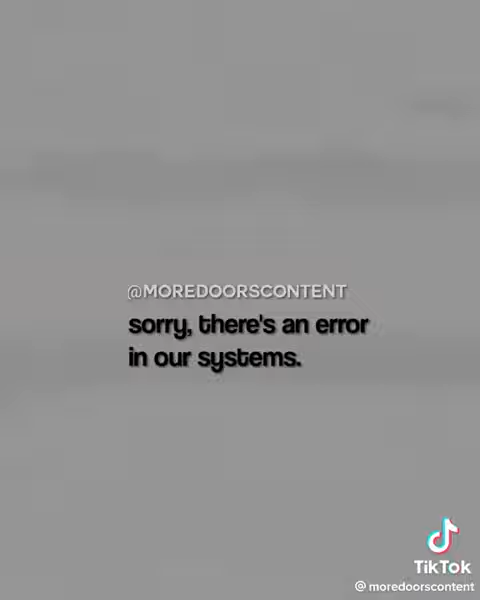 @MOREDOORSCONTENT
sorry, there's an error
in our systems.
TikTok
@moredoorscontent